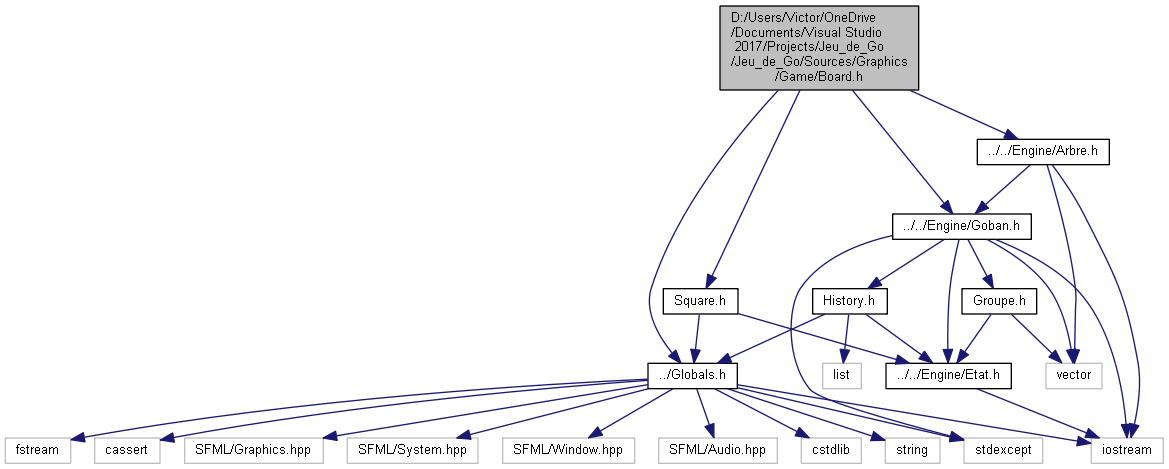 D:/Users/Victor/OneDrive
/Documents/Visual Studio
2017/Projects/Jeu_de_Go
/Jeu_de_Go/Sources/Graphics
/Game/Board.h
../../Engine/Arbre.h
../../Engine/Goban.h
Square.h
History.h
Groupe.h
../Globals.h
list
../../Engine/Etat.h
vector
fstream
cassert
SFML/Graphics.hpp
SFML/System.hpp
SFML/Window.hpp
SFML/Audio.hpp
cstdlib
string
stdexcept
iostream